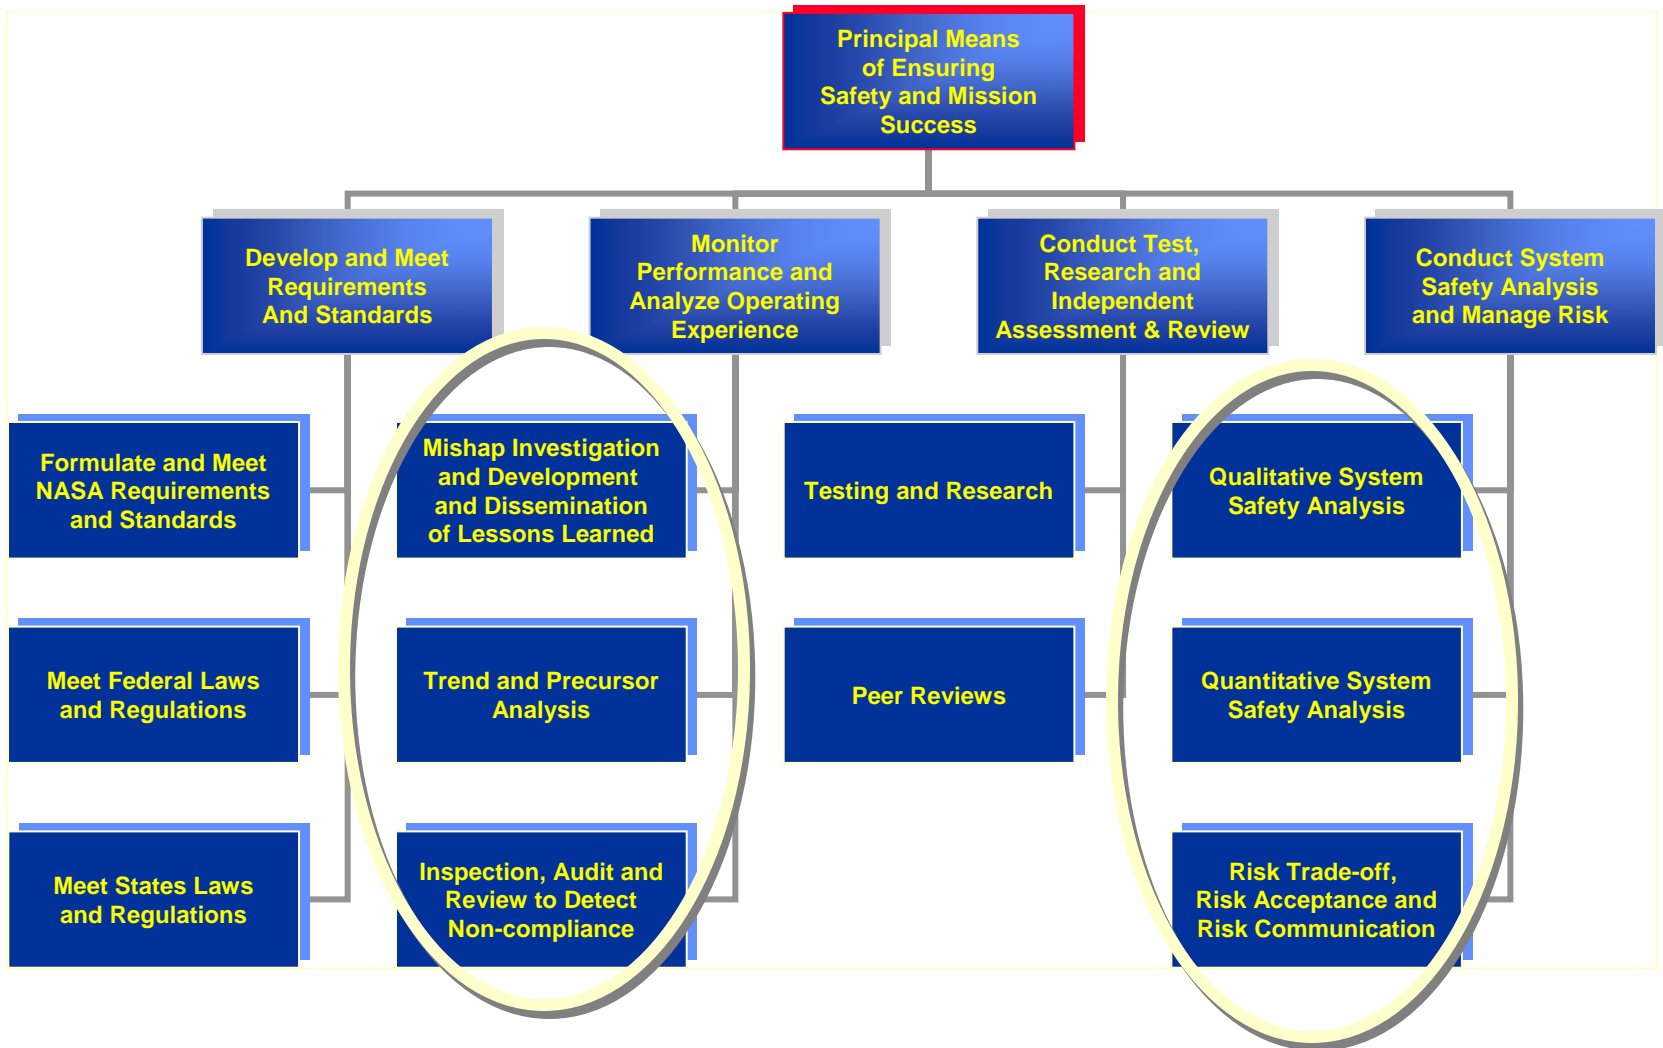 Principal Means
of Ensuring
Safety and Mission
Success
Develop and Meet
Requirements
And Standards
Monitor
Performance and
Analyze Operating
Experience
Conduct Test,
Research and
Independent
Assessment & Review
Conduct System
Safety Analysis
and Manage Risk
Formulate and Meet
NASA Requirements
and Standards
Mishap Investigation
and Development
and Dissemination
of Lessons Learned
Testing and Research
Qualitative System
Safety Analysis
Meet Federal Laws
and Regulations
Trend and Precursor
Analysis
Peer Reviews
Quantitative System
Safety Analysis
Meet States Laws
and Regulations
Inspection, Audit and
Review to Detect
Non-compliance
Risk Trade-off,
Risk Acceptance and
Risk Communication